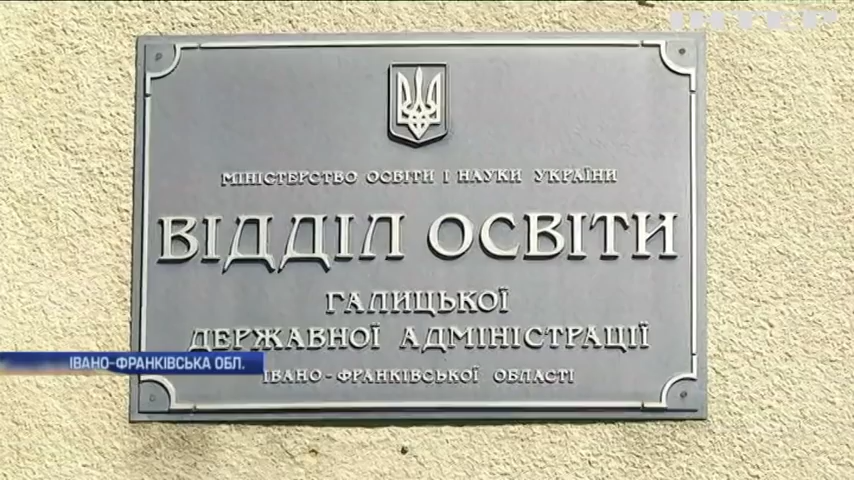 ІНТЕР
МІНІСТЕРСТВО ОСВІТИ І НАУКИ УКРАЇНИ
ВІДДІЛ ОСВІТИ
ГАЛИЦЬКОЇ
ДЕРЖАВНОЇ АДМІНІСТРАЦІЇ
ІВАНО-ФРАНКІВСЬКА ОБЛ.
ІВАНО-ФРАНКІВСЬКОЇ ОБЛАСТІ